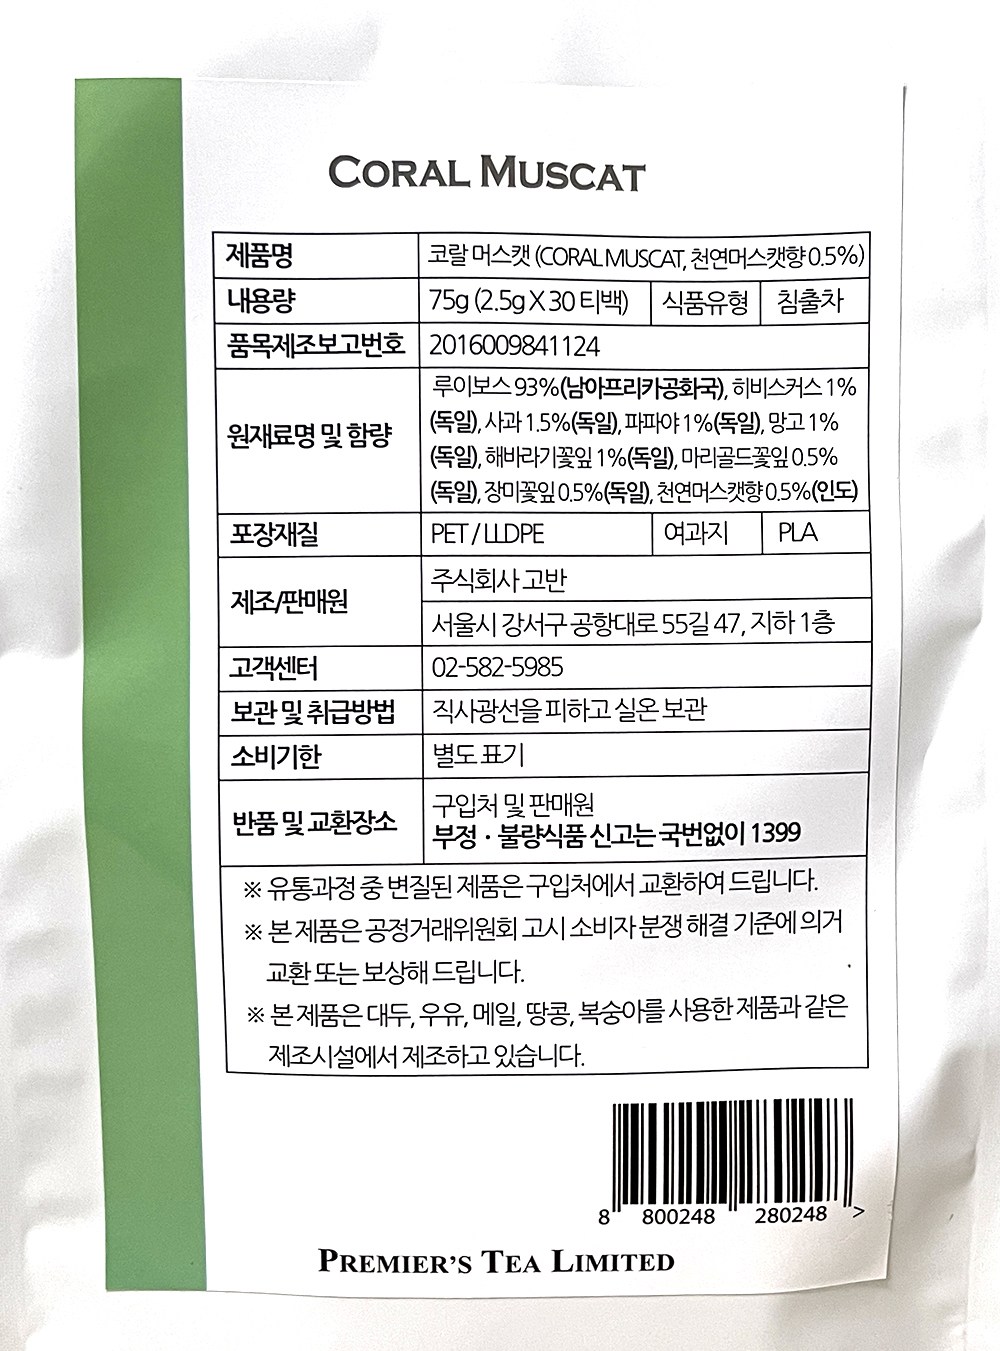 CORAL MUSCAT
제품명 코랄 머스캣 (CORAL MUSCAT, 천연머스캣향 0.5%)
내용량 75g (2.5g X 30 티백) 식품유형 침출차
품목제조보고번호 2016009841124
원재료명 및 함량
루이보스 93%(남아프리카공화국), 히비스커스 1%
(독일), 사과 1.5%(독일), 파파야 1%(독일), 망고 1%
(독일), 해바라기꽃잎 1%(독일), 마리골드꽃잎 0.5%
(독일), 장미꽃잎 0.5%(독일), 천연머스캣향 0.5%(인도)
포장재질 PET / LLDPE 여과지 PLA
제조/판매원
주식회사 고반
서울시 강서구 공항대로 55길 47, 지하 1층
고객센터 02-582-5985
보관 및 취급방법 직사광선을 피하고 실온 보관
소비기한 별도 표기
반품 및 교환장소
구입처 및 판매원
부정 · 불량식품 신고는 국번없이 1399
※ 유통과정 중 변질된 제품은 구입처에서 교환하여 드립니다.
※ 본 제품은 공정거래위원회 고시 소비자 분쟁 해결 기준에 의거
교환 또는 보상해 드립니다.
※ 본 제품은 대두, 우유, 메일, 땅콩, 복숭아를 사용한 제품과 같은
제조시설에서 제조하고 있습니다.
8 800248 280248 >
PREMIER'S TEA LIMITED